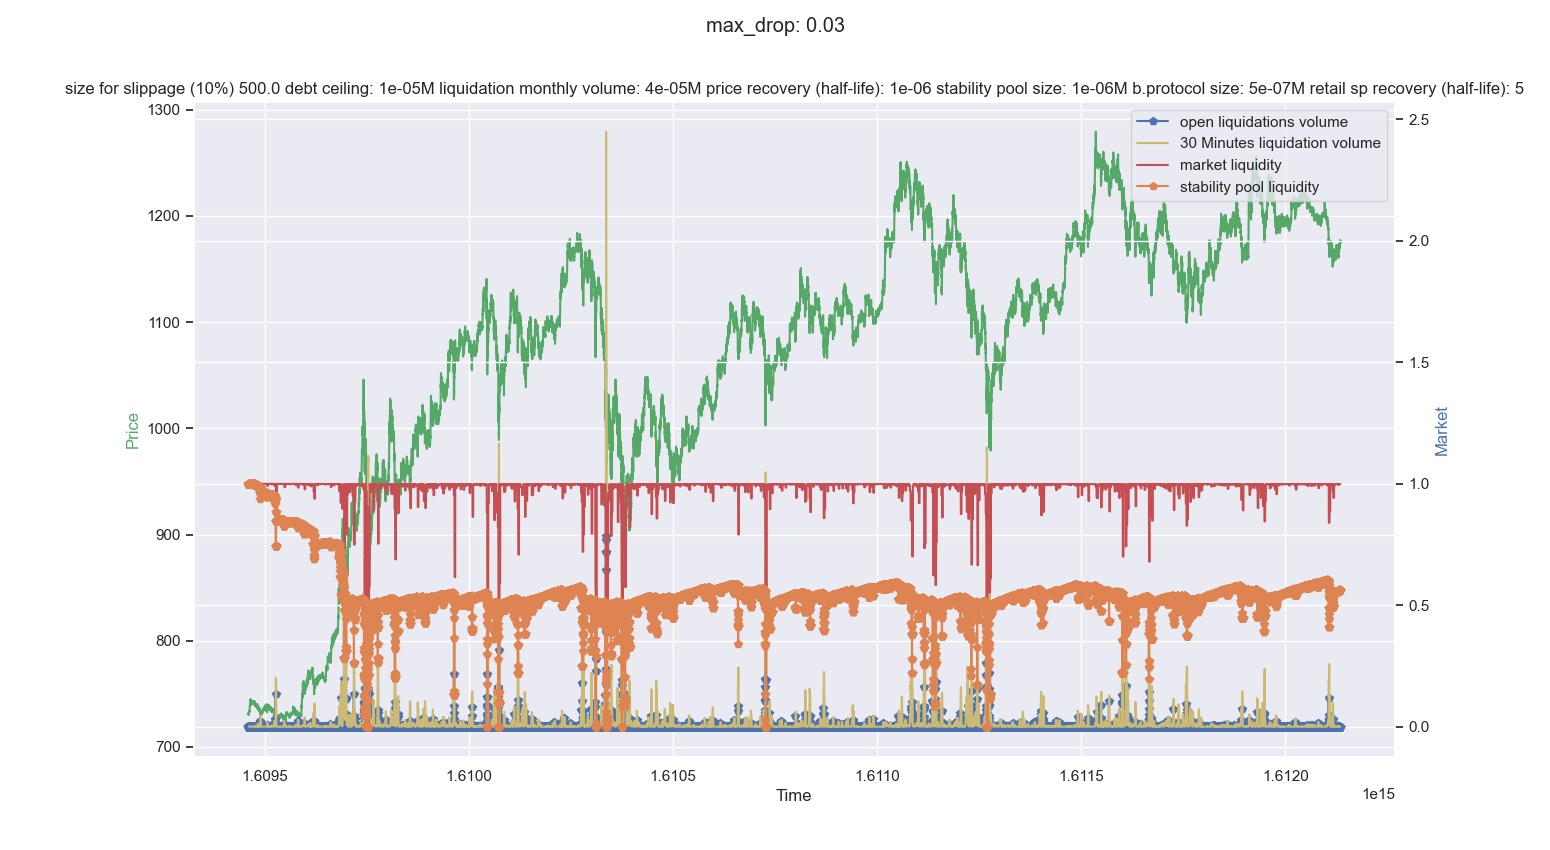 max_drop: 0.03
size for slippage (10%) 500.0 debt ceiling: 1e-05M liquidation monthly volume: 4e-05M price recovery (half-life): 1e-06 stability pool size: 1e-06M b.protocol size: 5e-07M retail sp recovery (half-life): 5
1300
1200
1100
1000
900
800
700
Price
open liquidations volume
30 Minutes liquidation volume
market liquidity
stability pool liquidity
2.5
2.0
1.5
1.0
0.5
0.0
Market
1.6095
1.6100
1.6105
1.6110
1.6115
1.6120
Time
1e15